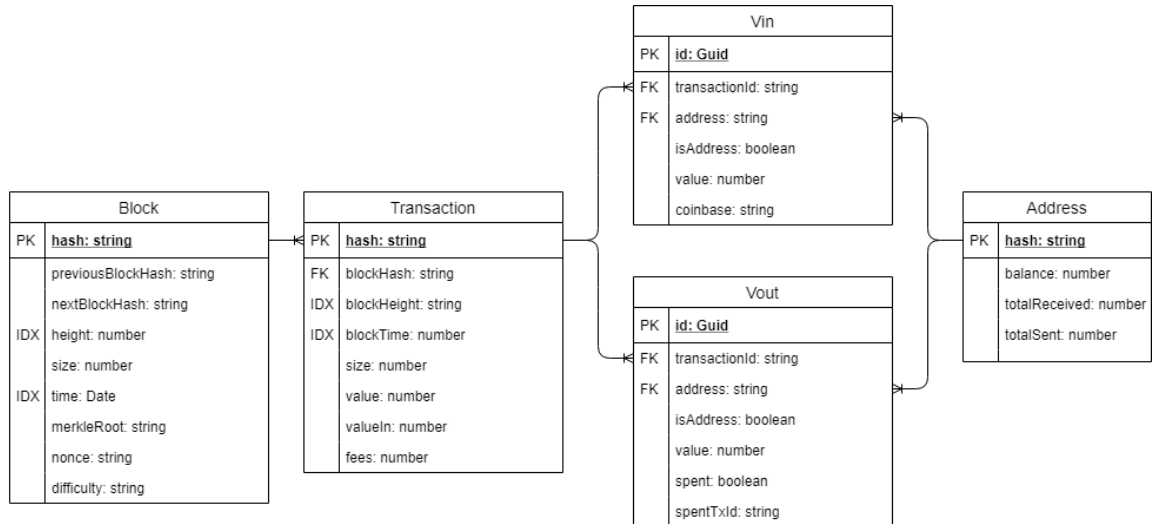 Block
PK hash: string
previousBlockHash: string
nextBlockHash: string
IDX height: number
size: number
IDX time: Date
merkleRoot: string
nonce: string
difficulty: string
Transaction
PK hash: string
FK blockHash: string
IDX blockHeight: string
IDX blockTime: number
size: number
value: number
valueIn: number
fees: number
Vin
PK id: Guid
FK transactionId: string
FK address: string
isAddress: boolean
value: number
coinbase: string
Vout
PK id: Guid
FK transactionId: string
FK address: string
isAddress: boolean
value: number
spent: boolean
spentTxId: string
Address
PK hash: string
balance: number
totalReceived: number
totalSent: number